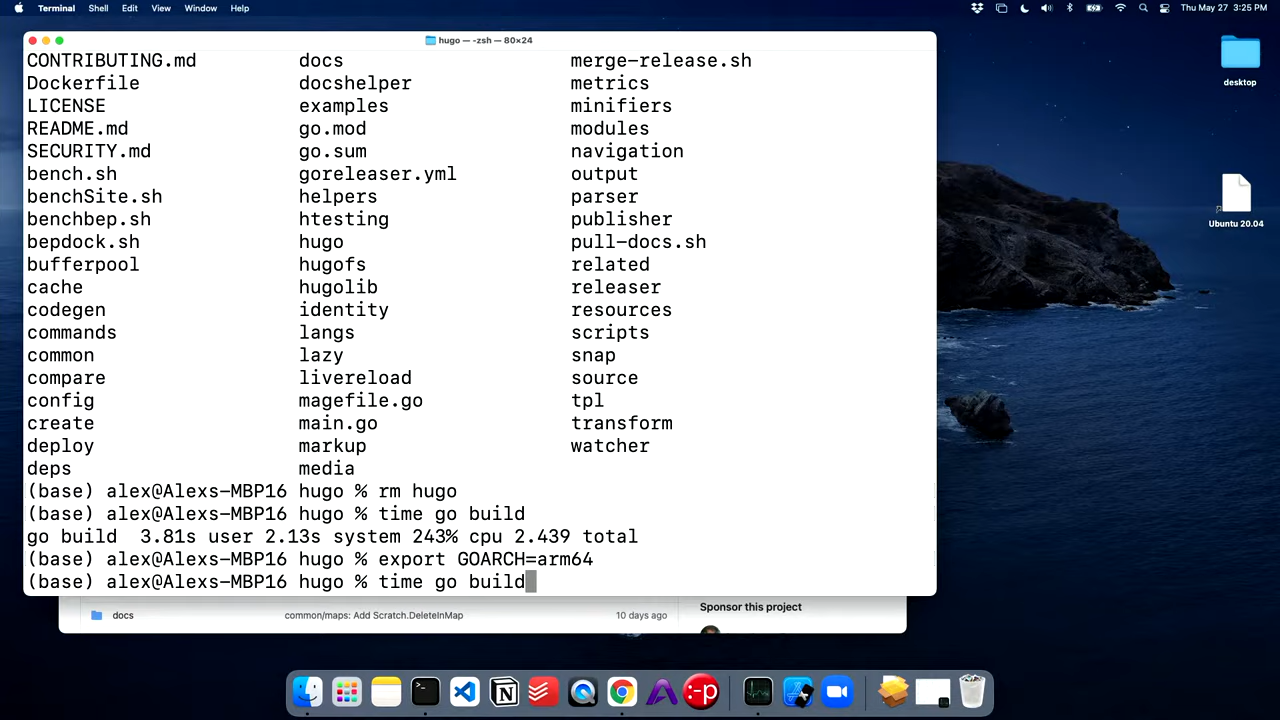 Terminal Shell Edit View Window Help Thu May 27 3:25 PM
hugo — -zsh — 80×24
CONTRIBUTING.md docs merge-release.sh
Dockerfile docshelper metrics
LICENSE examples minifiers
README.md go.mod modules
SECURITY.md go.sum navigation
bench.sh goreleaser.yml output
benchSite.sh helpers parser
benchbep.sh htesting publisher
bepdock.sh hugo pull-docs.sh
bufferpool hugofs related
cache hugolib releaser
codegen identity resources
commands langs scripts
common lazy snap
compare livereload source
config magefile.go tpl
create main.go transform
deploy markup watcher
deps media
(base) alex@Alexs-MBP16 hugo % rm hugo
(base) alex@Alexs-MBP16 hugo % time go build
go build  3.81s user 2.13s system 243% cpu 2.439 total
(base) alex@Alexs-MBP16 hugo % export GOARCH=arm64
(base) alex@Alexs-MBP16 hugo % time go build
desktop
Ubuntu 20.04
docs common/maps: Add Scratch.DeleteInMap 10 days ago
Sponsor this project
:-p